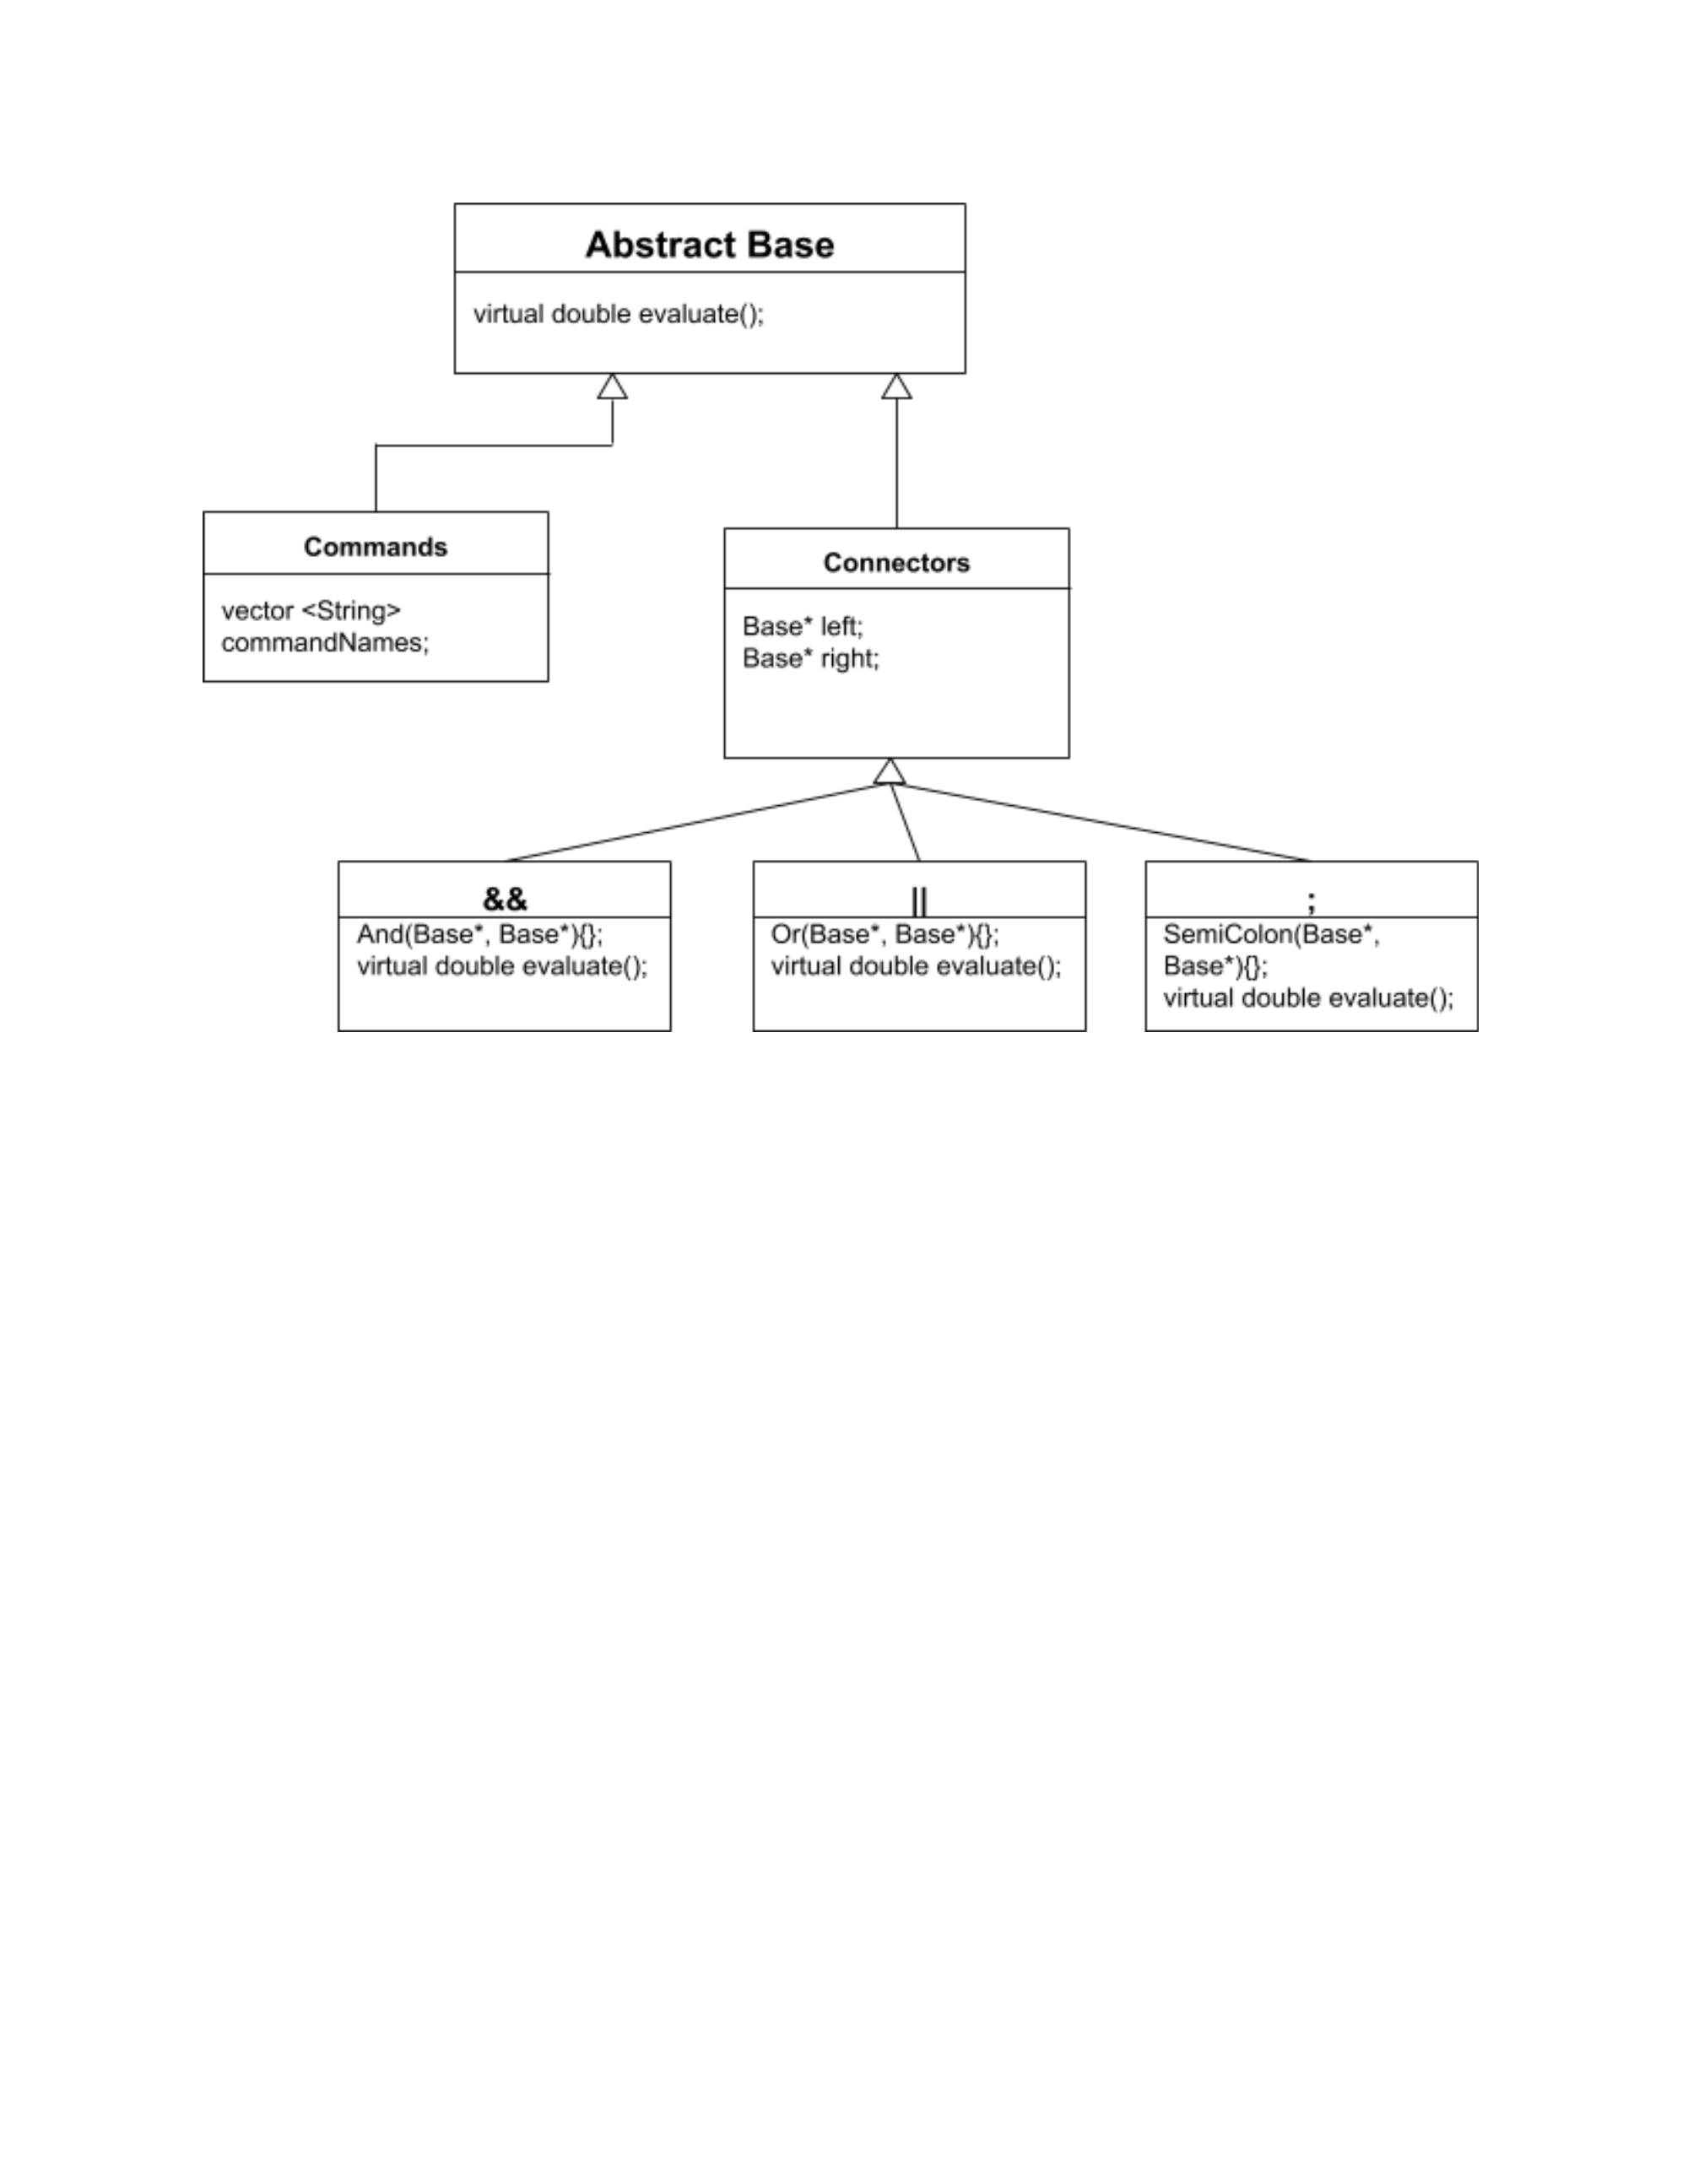 Abstract Base
virtual double evaluate();
Commands
vector <String>
commandNames;
Connectors
Base* left;
Base* right;
&&
And(Base*, Base*){};
virtual double evaluate();
||
Or(Base*, Base*){};
virtual double evaluate();
;
SemiColon(Base*,
Base*){};
virtual double evaluate();